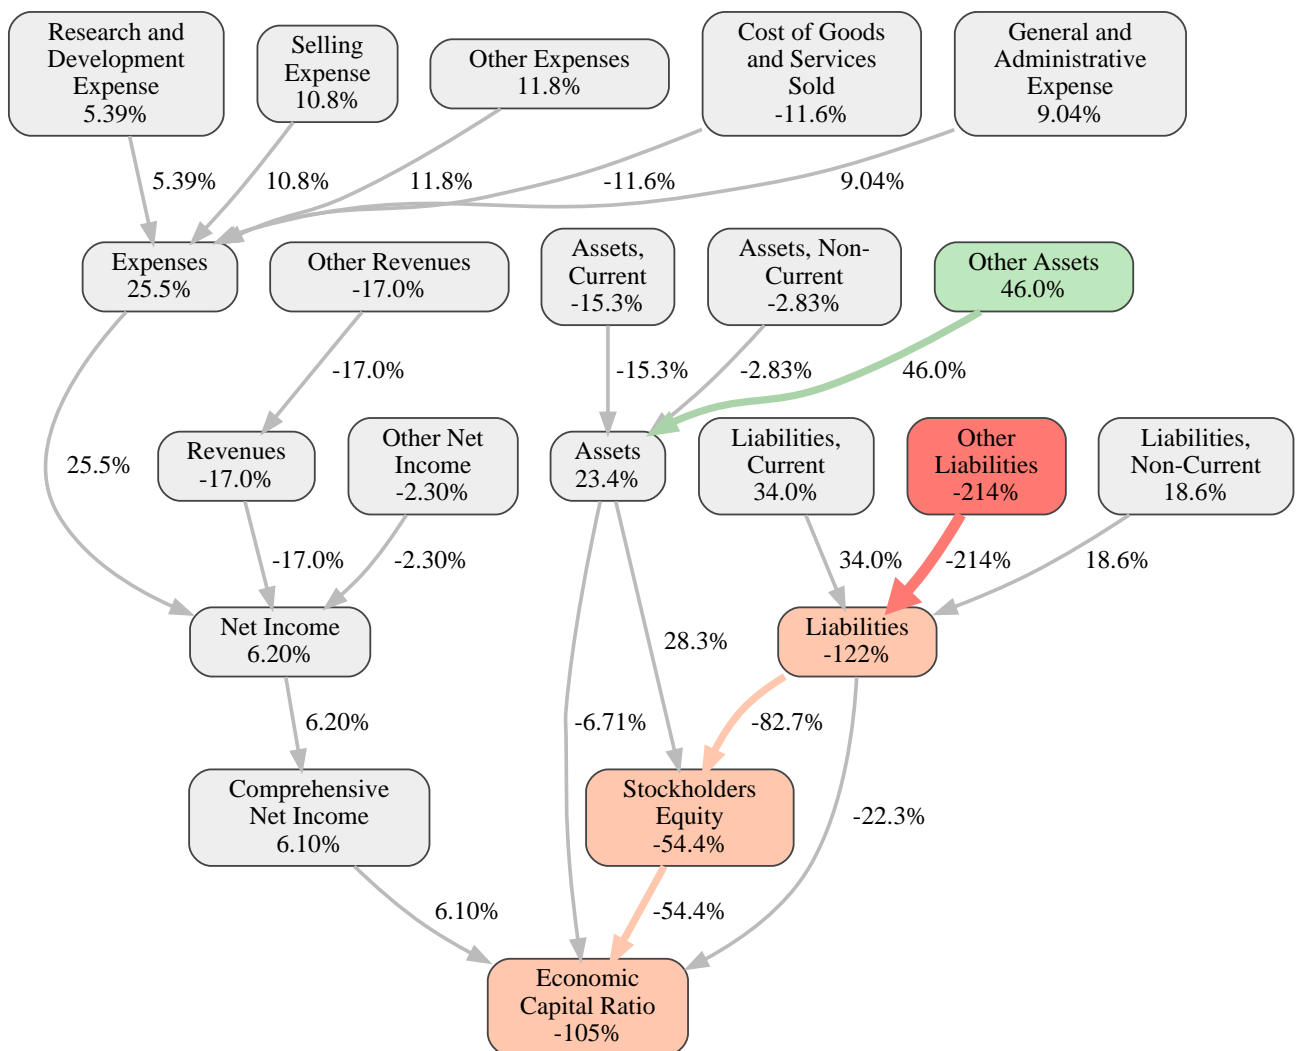 Research and
Development
Expense
5.39%
Selling
Expense
10.8%
Other Expenses
11.8%
Cost of Goods
and Services
Sold
-11.6%
General and
Administrative
Expense
9.04%
5.39%
10.8%
11.8%
-11.6%
9.04%
Expenses
25.5%
Other Revenues
-17.0%
Assets,
Current
-15.3%
Assets, Non-
Current
-2.83%
Other Assets
46.0%
-17.0%
-15.3%
-2.83%
46.0%
25.5%
Revenues
-17.0%
Other Net
Income
-2.30%
Assets
23.4%
Liabilities,
Current
34.0%
Other
Liabilities
-214%
Liabilities,
Non-Current
18.6%
-17.0%
-2.30%
34.0%
-214%
18.6%
Net Income
6.20%
28.3%
Liabilities
-122%
6.20%
-6.71%
-82.7%
Comprehensive
Net Income
6.10%
Stockholders
Equity
-54.4%
-22.3%
6.10%
-54.4%
Economic
Capital Ratio
-105%